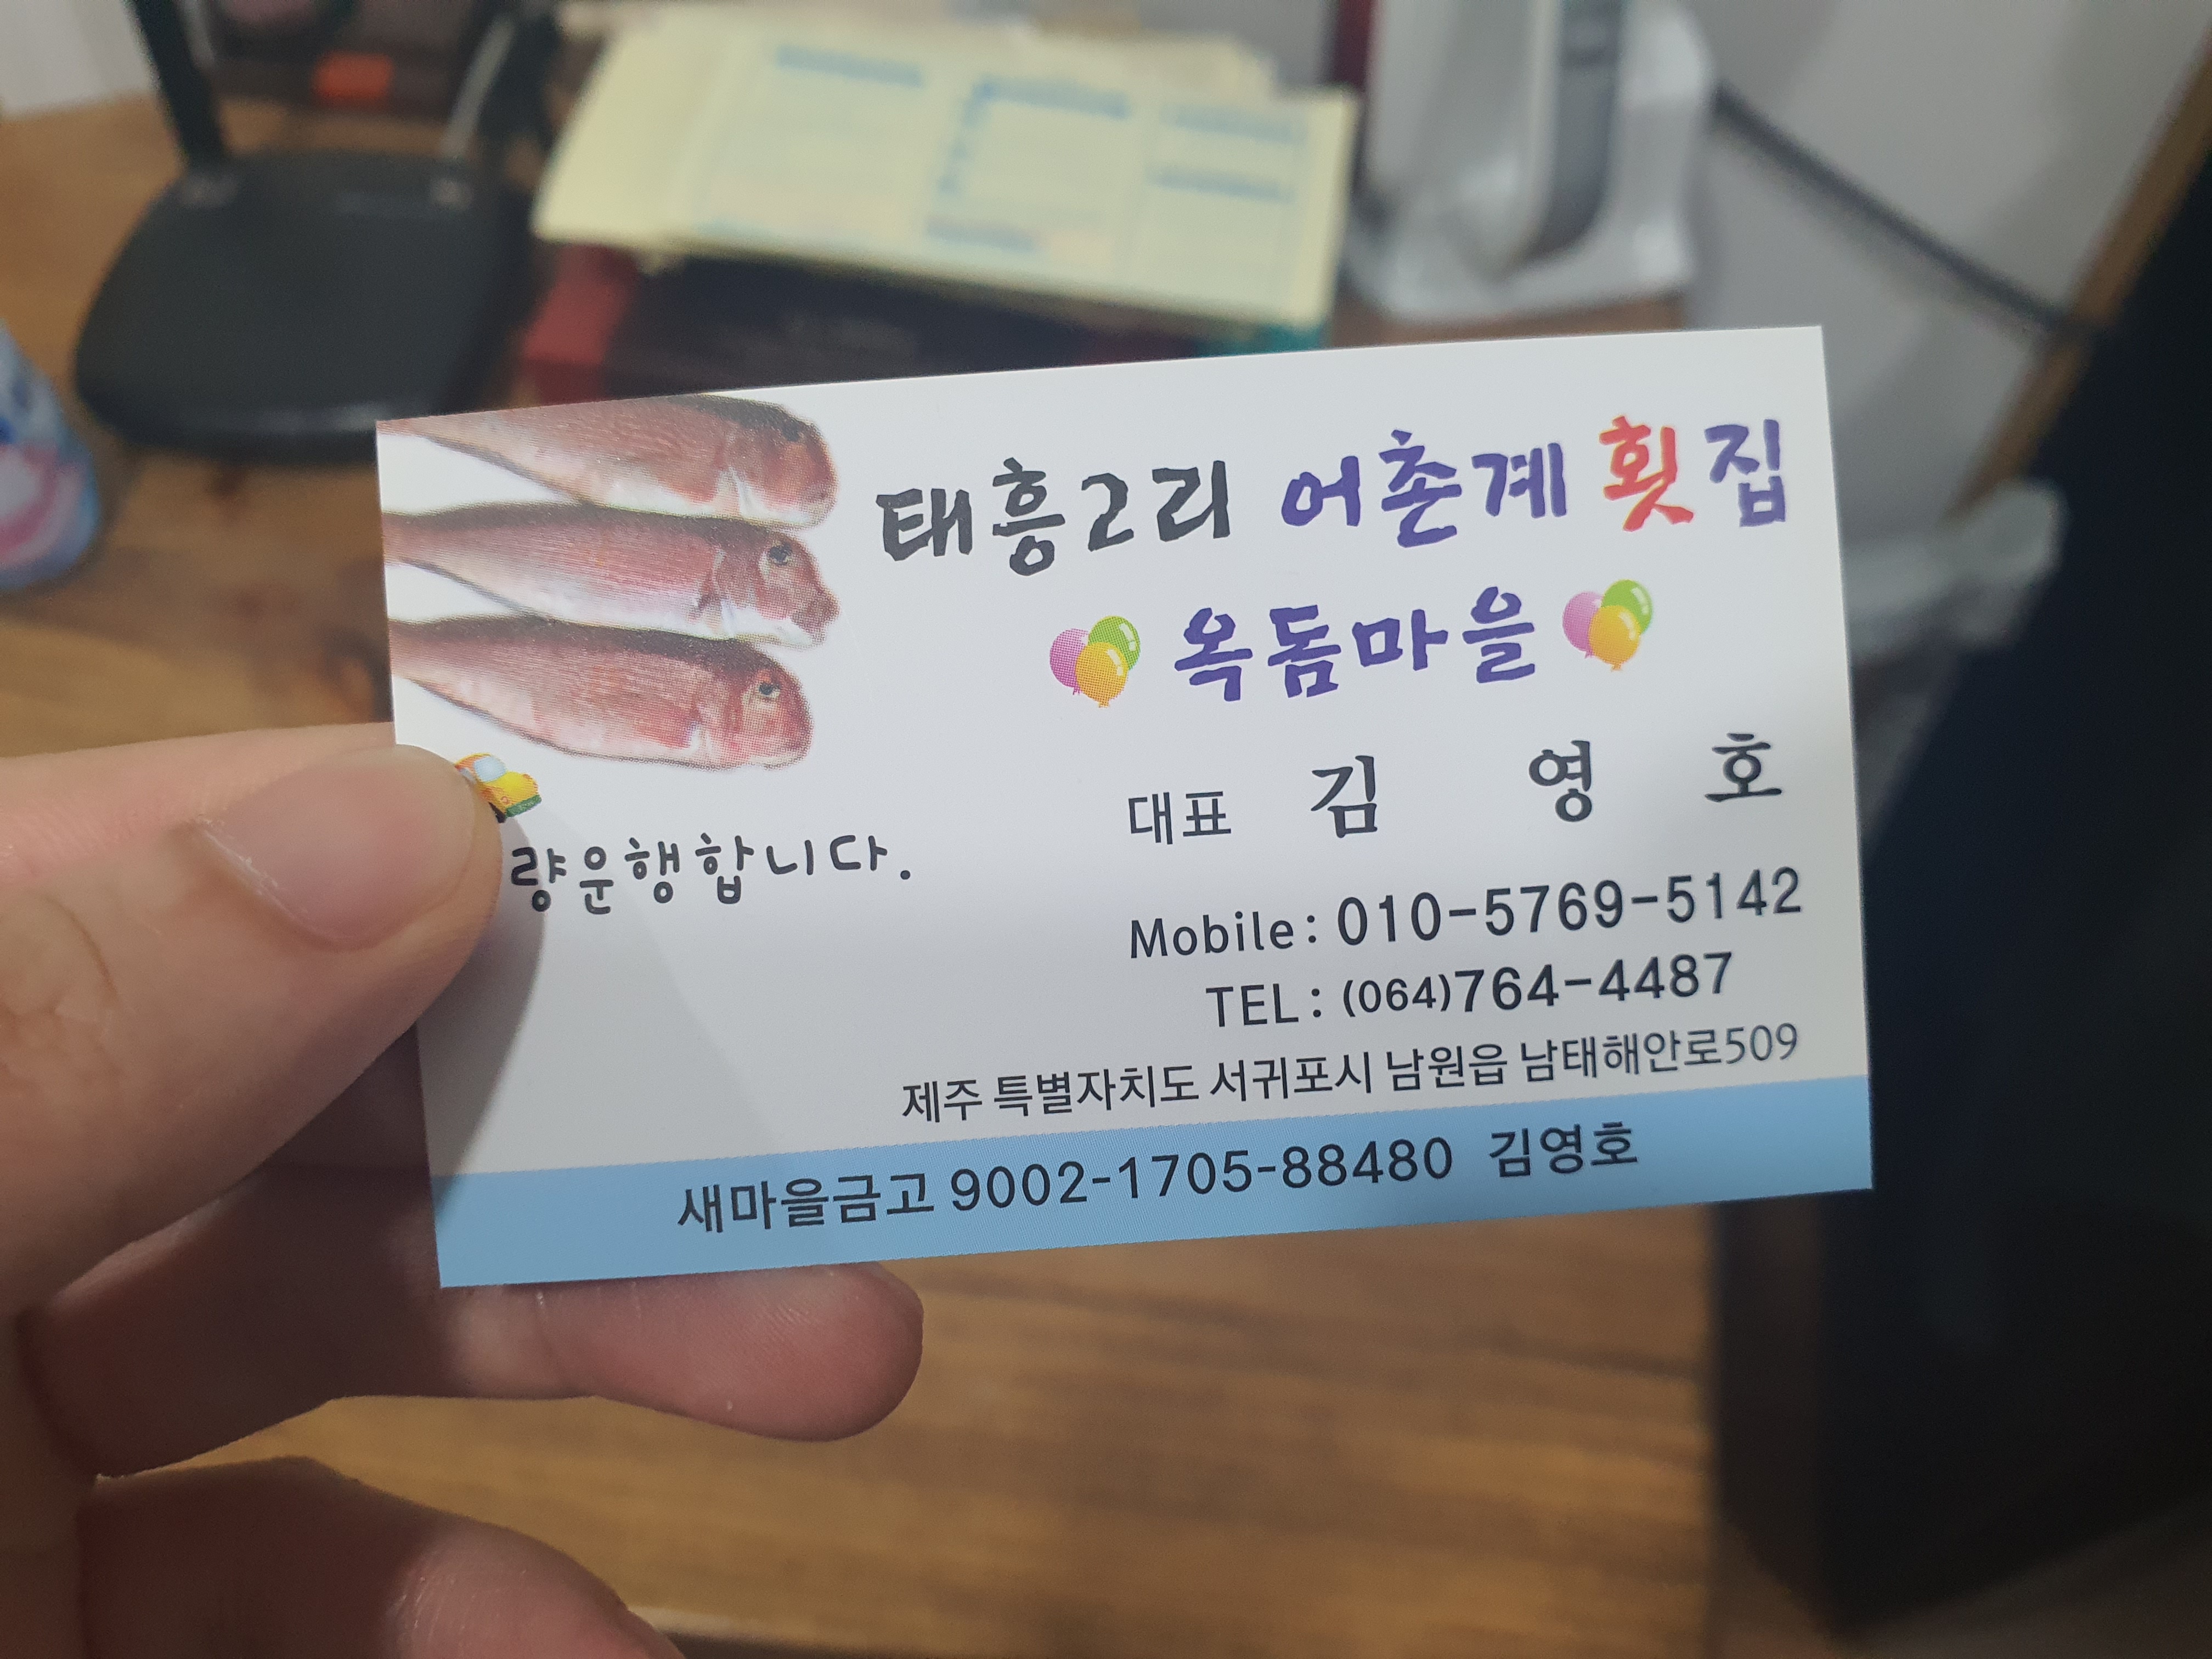 태흥2리 어촌계 횟집
옥돔마을
대표 김 영 호
량운행합니다.
Mobile: 010-5769-5142
TEL: (064)764-4487
제주 특별자치도 서귀포시 남원읍 남태해안로509
새마을금고 9002-1705-88480 김영호